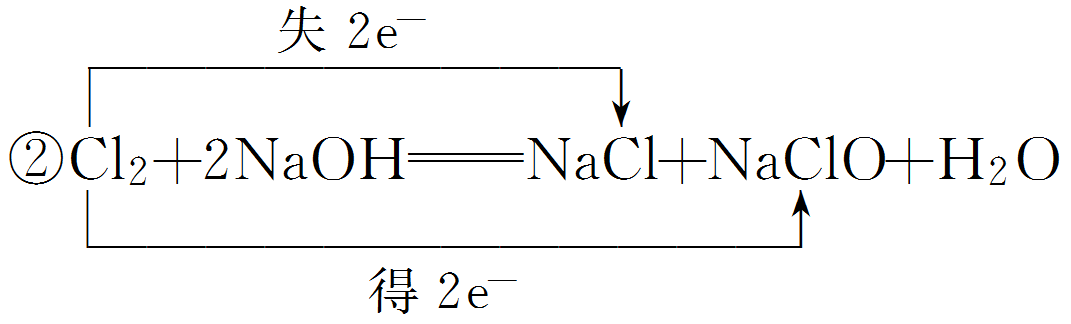 失 2e⁻
②Cl₂+2NaOH══NaCl+NaClO+H₂O
得 2e⁻